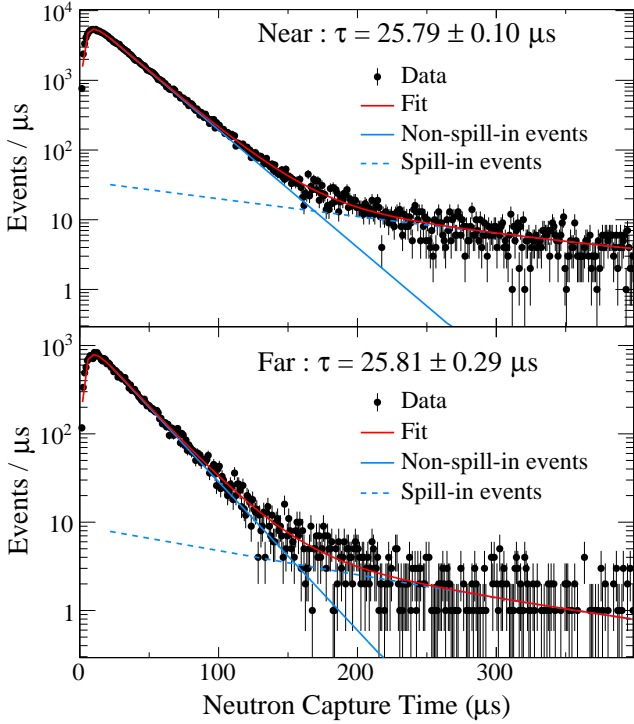 10⁴
10³
10²
10
1
Events / μs
Near : τ = 25.79 ± 0.10 μs
Data
Fit
Non-spill-in events
Spill-in events
10³
10²
10
1
Events / μs
Far : τ = 25.81 ± 0.29 μs
Data
Fit
Non-spill-in events
Spill-in events
0 100 200 300
Neutron Capture Time (μs)